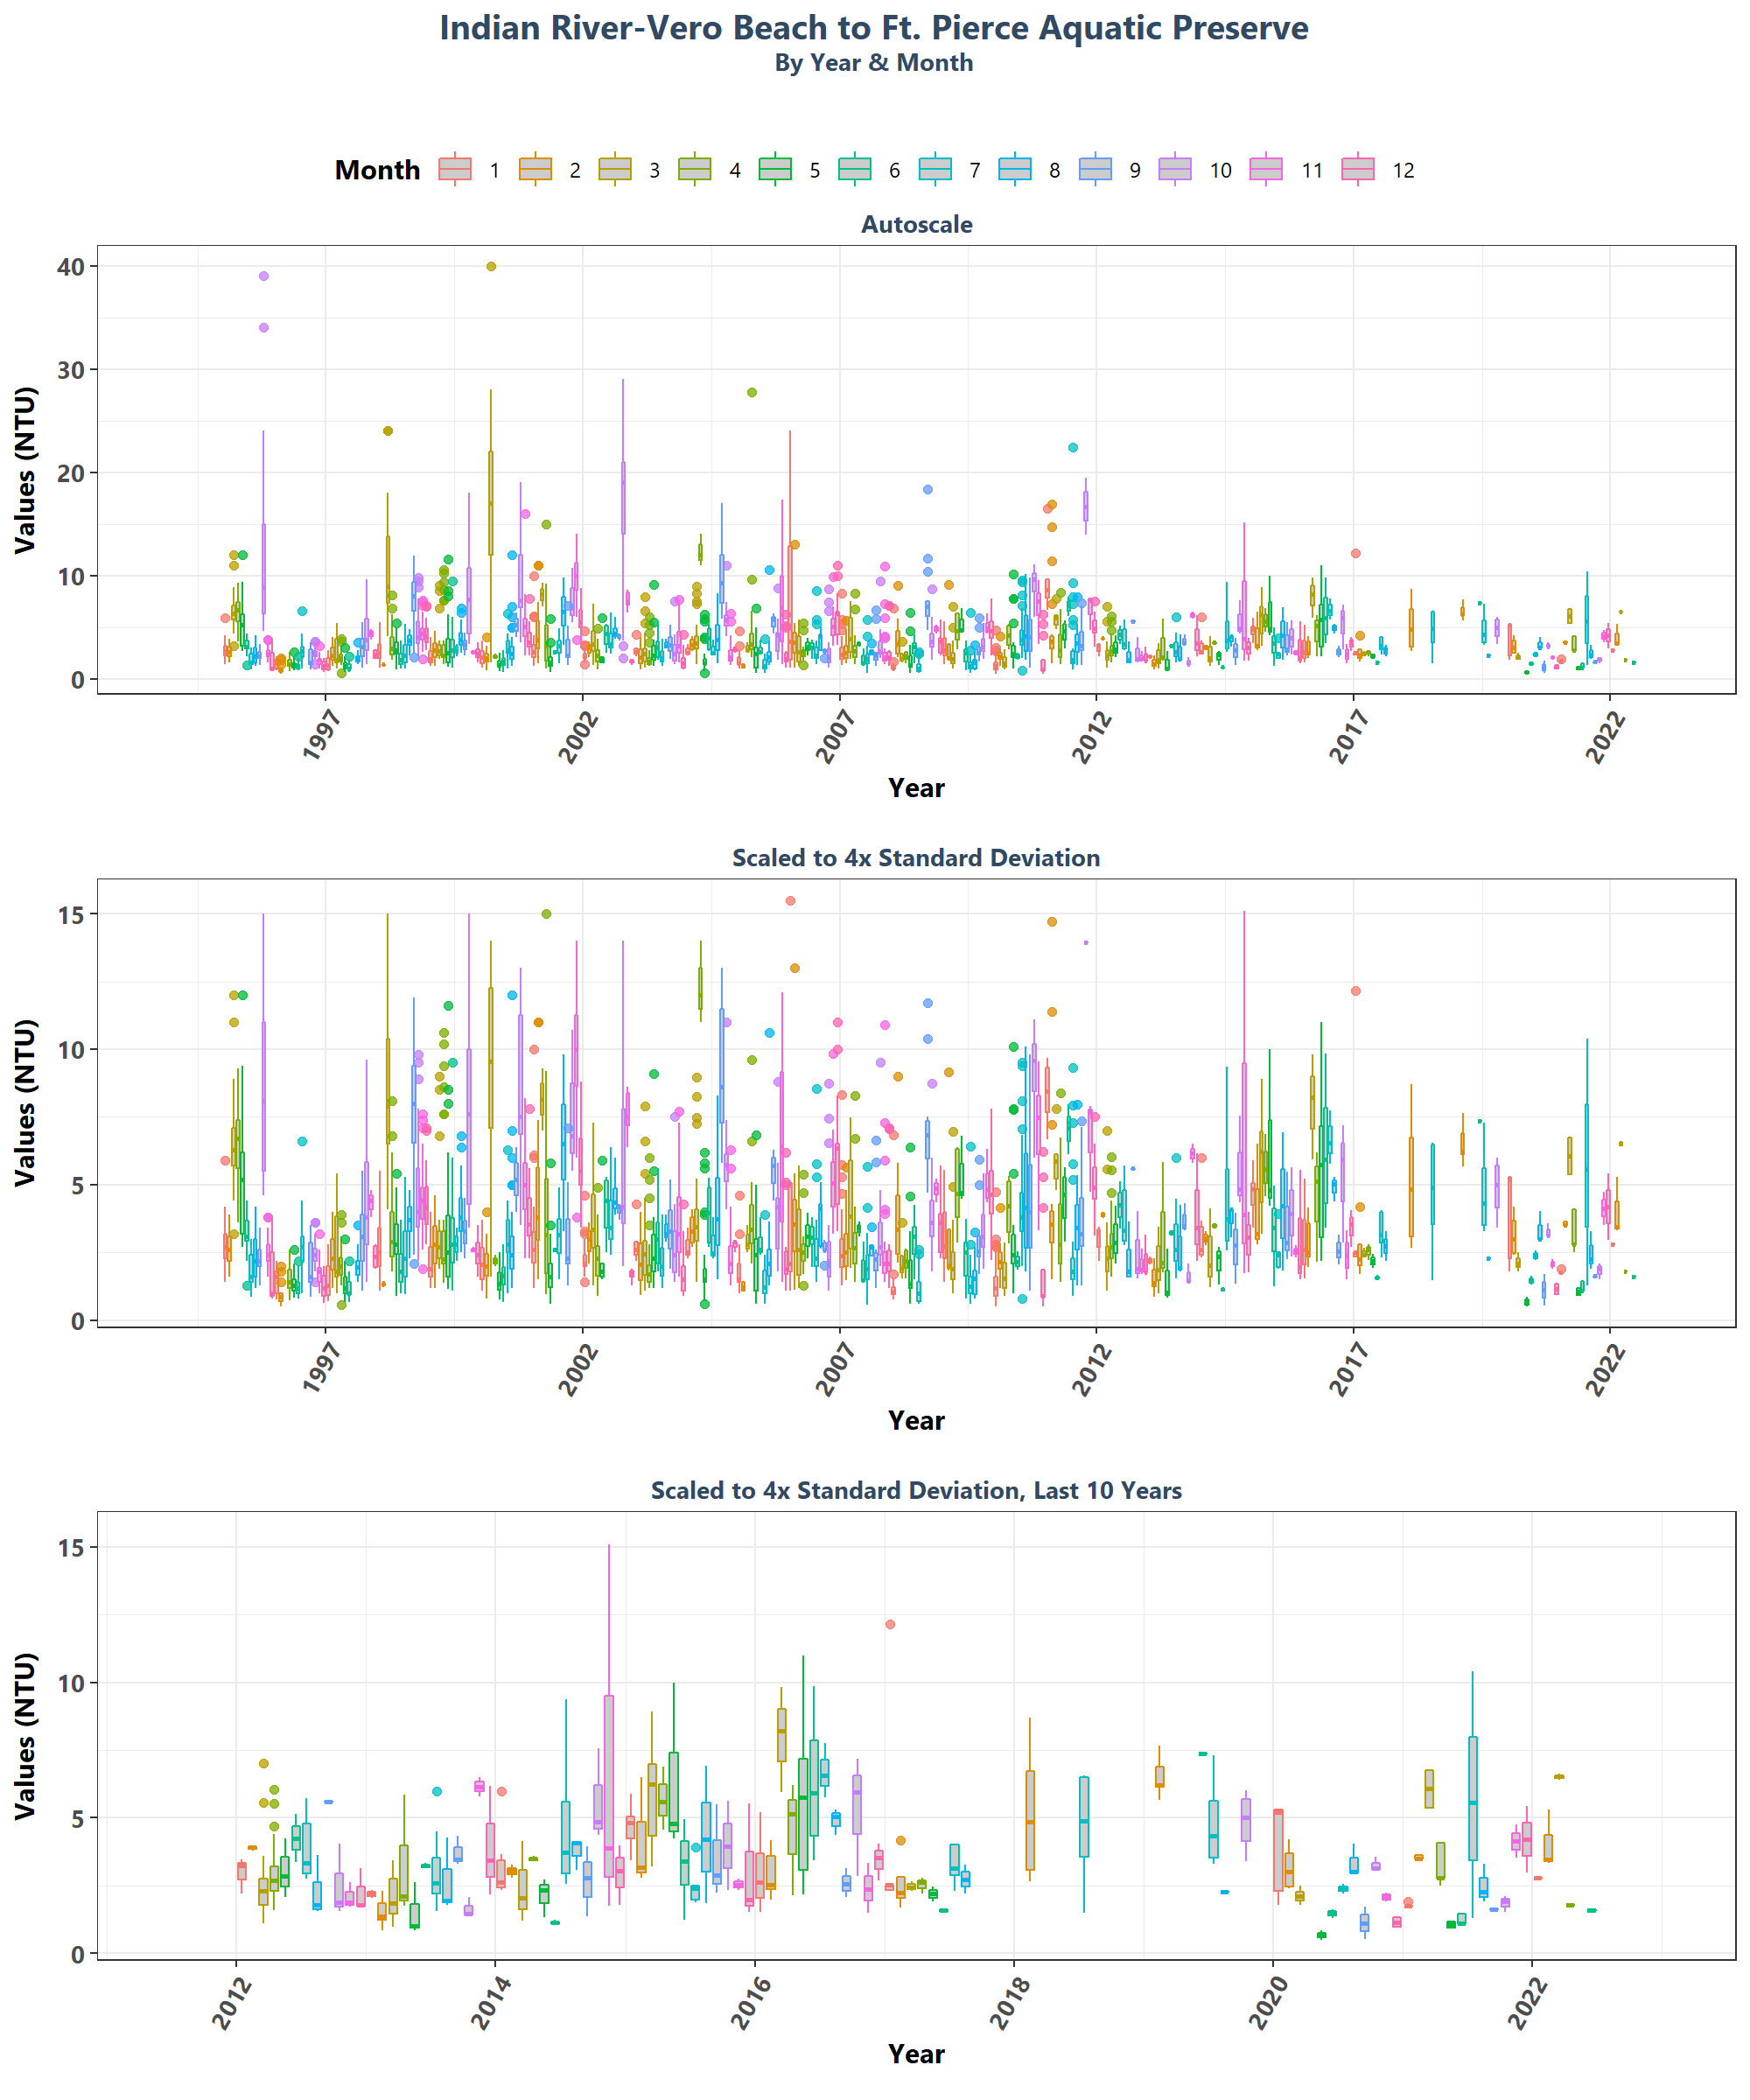 Indian River-Vero Beach to Ft. Pierce Aquatic Preserve
By Year & Month
Month 1 2 3 4 5 6 7 8 9 10 11 12
Autoscale
Values (NTU)
40
30
20
10
0
1997 2002 2007 2012 2017 2022
Year
Scaled to 4x Standard Deviation
Values (NTU)
15
10
5
0
1997 2002 2007 2012 2017 2022
Year
Scaled to 4x Standard Deviation, Last 10 Years
Values (NTU)
15
10
5
0
2012 2014 2016 2018 2020 2022
Year